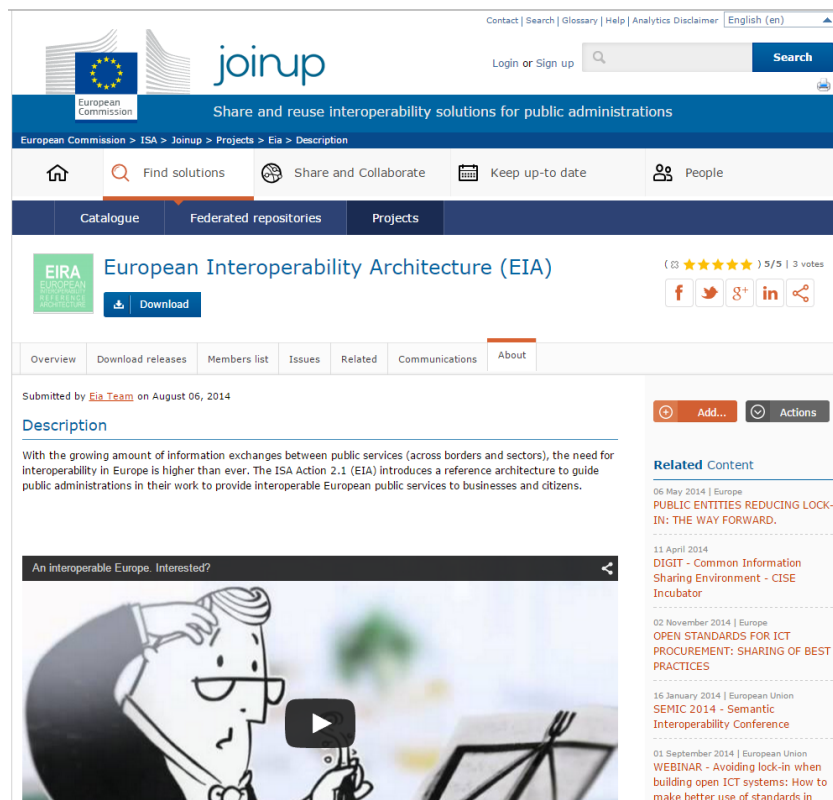 Contact | Search | Glossary | Help | Analytics Disclaimer English (en)
joinup
Login or Sign up
Search
European
Commission
Share and reuse interoperability solutions for public administrations
European Commission > ISA > Joinup > Projects > Eia > Description
Find solutions
Share and Collaborate
Keep up-to date
People
Catalogue
Federated repositories
Projects
EIRA
EUROPEAN
INTEROPERABILITY
REFERENCE
ARCHITECTURE
European Interoperability Architecture (EIA)
Download
5/5 | 3 votes
Overview
Download releases
Members list
Issues
Related
Communications
About
Submitted by Eia Team on August 06, 2014
Add...
Actions
Description
With the growing amount of information exchanges between public services (across borders and sectors), the need for
interoperability in Europe is higher than ever. The ISA Action 2.1 (EIA) introduces a reference architecture to guide
public administrations in their work to provide interoperable European public services to businesses and citizens.
An interoperable Europe. Interested?
Related Content
06 May 2014 | Europe
PUBLIC ENTITIES REDUCING LOCK-
IN: THE WAY FORWARD.
11 April 2014
DIGIT - Common Information
Sharing Environment - CISE
Incubator
02 November 2014 | Europe
OPEN STANDARDS FOR ICT
PROCUREMENT: SHARING OF BEST
PRACTICES
16 January 2014 | European Union
SEMIC 2014 - Semantic
Interoperability Conference
01 September 2014 | European Union
WEBINAR - Avoiding lock-in when
building open ICT systems: How to
make better use of standards in